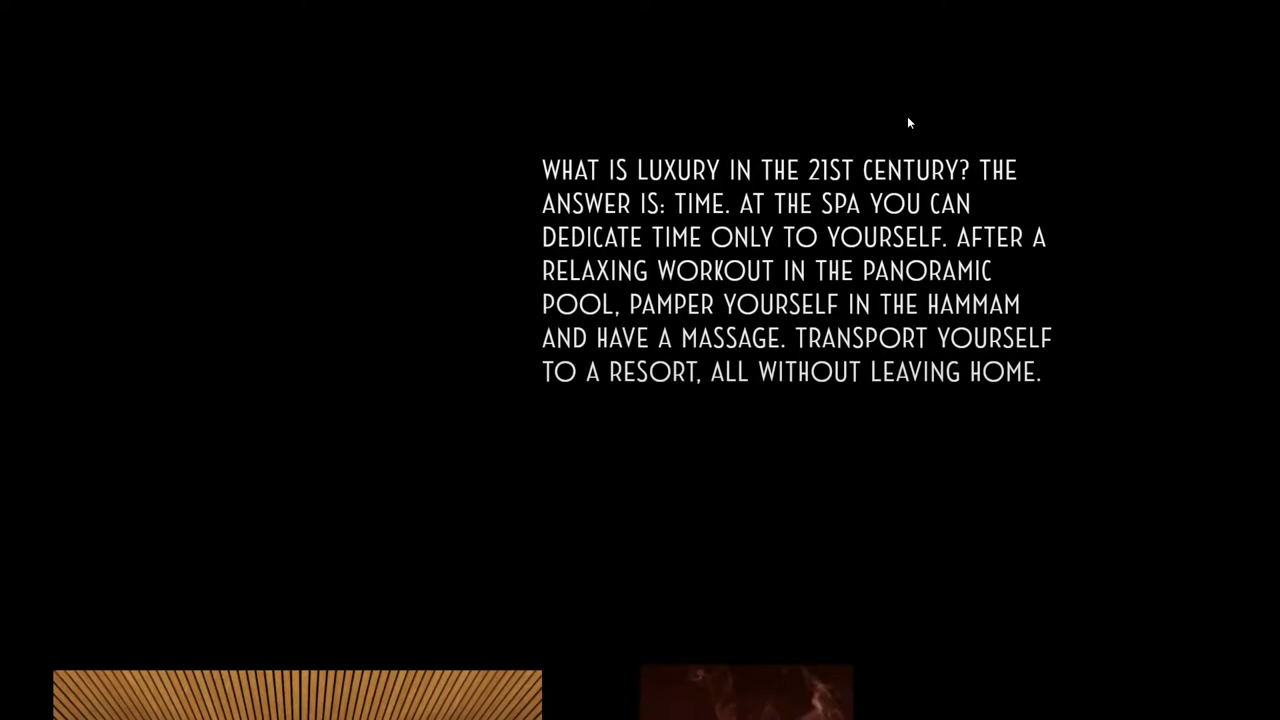 WHAT IS LUXURY IN THE 21ST CENTURY? THE
ANSWER IS: TIME. AT THE SPA YOU CAN
DEDICATE TIME ONLY TO YOURSELF. AFTER A
RELAXING WORKOUT IN THE PANORAMIC
POOL, PAMPER YOURSELF IN THE HAMMAM
AND HAVE A MASSAGE. TRANSPORT YOURSELF
TO A RESORT, ALL WITHOUT LEAVING HOME.